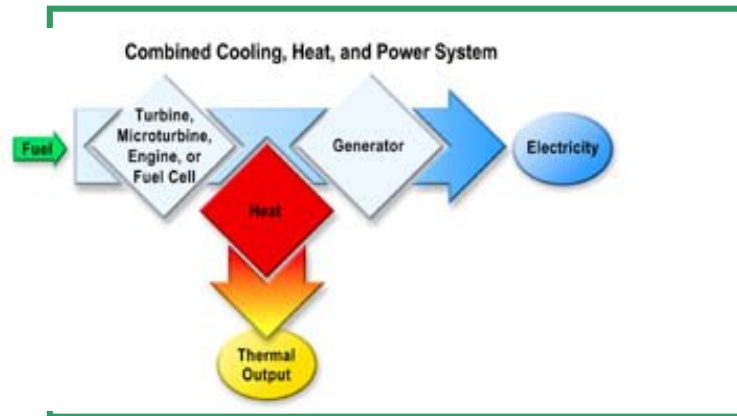 Combined Cooling, Heat, and Power System
Turbine,
Microturbine,
Engine, or
Fuel Cell
Fuel
Generator
Electricity
Heat
Thermal
Output